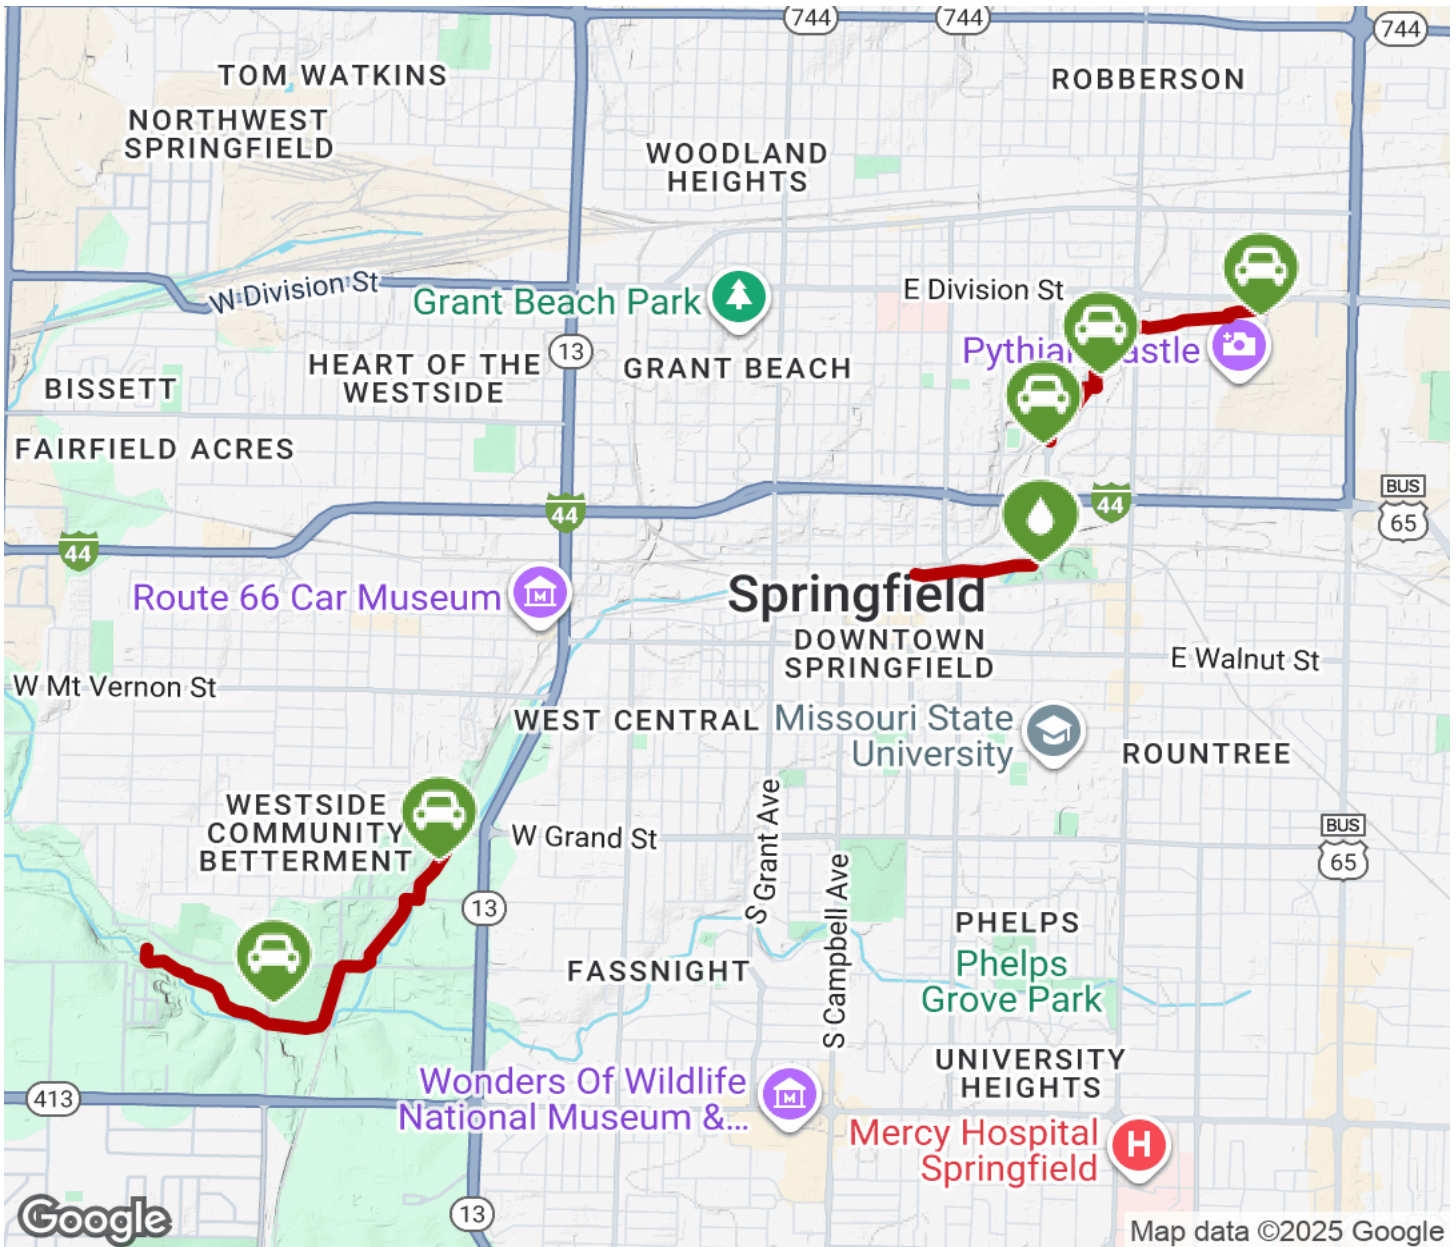 744
744
744
TOM WATKINS
ROBBERSON
NORTHWEST
SPRINGFIELD
WOODLAND
HEIGHTS
W Division St
E Division St
Grant Beach Park
13
HEART OF THE
WESTSIDE
GRANT BEACH
BISSETT
FAIRFIELD ACRES
44
44
44
BUS
65
Route 66 Car Museum
M
Springfield
DOWNTOWN
SPRINGFIELD
E Walnut St
W Mt Vernon St
WEST CENTRAL
Missouri State
University
ROUNTREE
WESTSIDE
COMMUNITY
BETTERMENT
W Grand St
S Grant Ave
S Campbell Ave
BUS
65
13
PHELPS
Phelps
Grove Park
FASSNIGHT
UNIVERSITY
HEIGHTS
413
Wonders Of Wildlife
National Museum &...
M
Mercy Hospital
Springfield
H
13
Google
Map data ©2025 Google